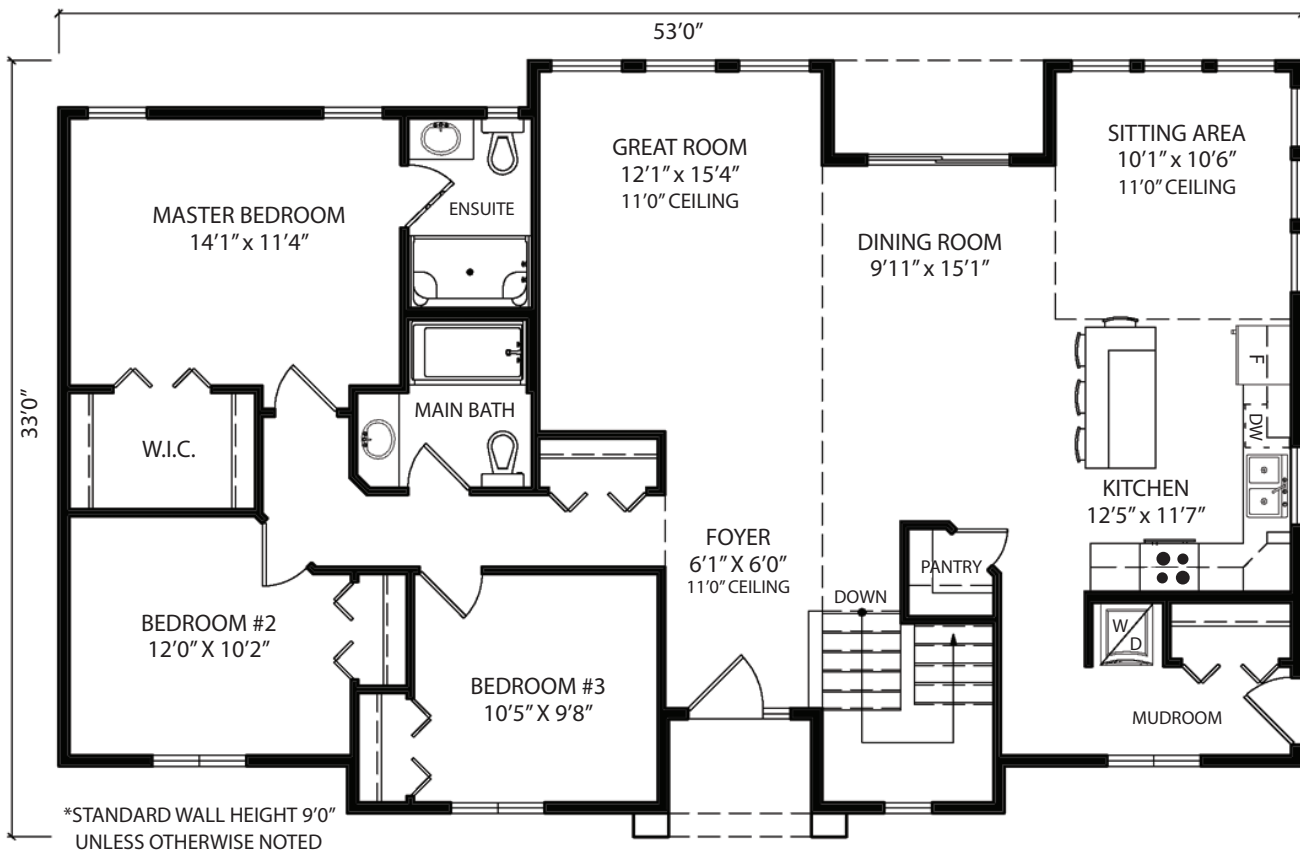 53’0”
33’0”
MASTER BEDROOM
14’1” x 11’4”
ENSUITE
GREAT ROOM
12’1” x 15’4”
11’0” CEILING
SITTING AREA
10’1” x 10’6”
11’0” CEILING
DINING ROOM
9’11” x 15’1”
W.I.C.
MAIN BATH
F
DW
KITCHEN
12’5” x 11’7”
FOYER
6’1” X 6’0”
11’0” CEILING
PANTRY
DOWN
BEDROOM #2
12’0” X 10’2”
BEDROOM #3
10’5” X 9’8”
W
D
MUDROOM
*STANDARD WALL HEIGHT 9’0”
UNLESS OTHERWISE NOTED